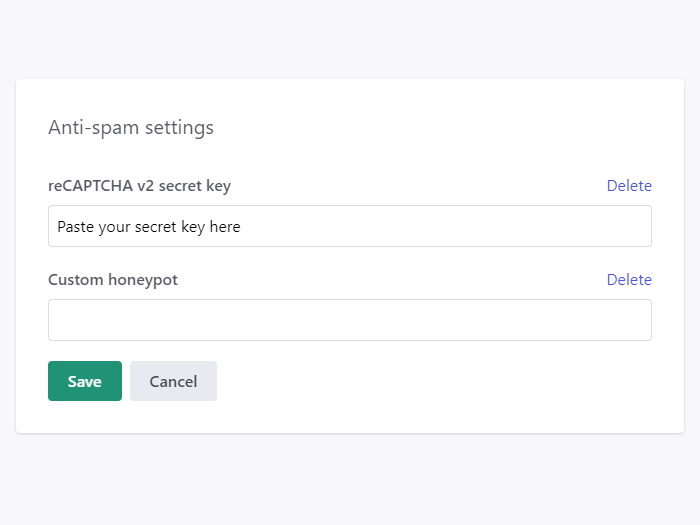 Anti-spam settings
reCAPTCHA v2 secret key Delete
Paste your secret key here
Custom honeypot Delete
Save Cancel